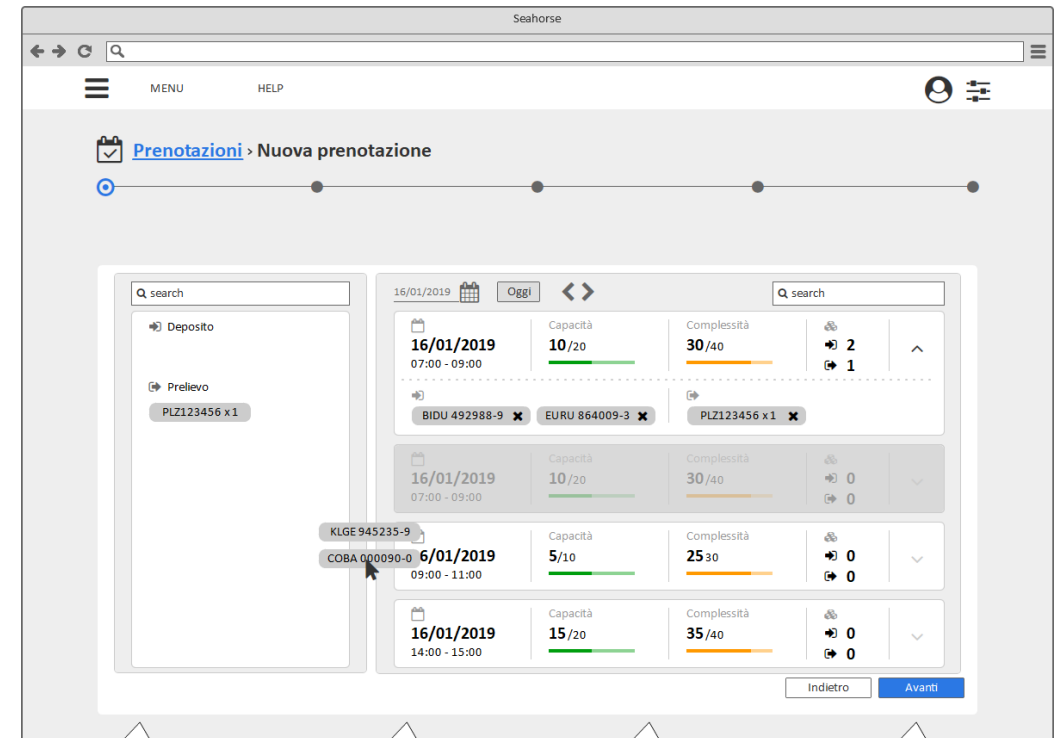 Seahorse
MENU HELP
Prenotazioni › Nuova prenotazione
search
Deposito
Prelievo
PLZ123456 x 1
KLGE 945235-9
COBA 000090-0
16/01/2019 Oggi search
Capacità Complessità
16/01/2019 10/20 30/40 2
07:00 - 09:00 1
BIDU 492988-9 EURU 864009-3 PLZ123456 x 1
Capacità Complessità
16/01/2019 10/20 30/40 0
07:00 - 09:00 0
Capacità Complessità
6/01/2019 5/10 2530 0
09:00 - 11:00 0
Capacità Complessità
16/01/2019 15/20 35/40 0
14:00 - 15:00 0
Indietro Avanti